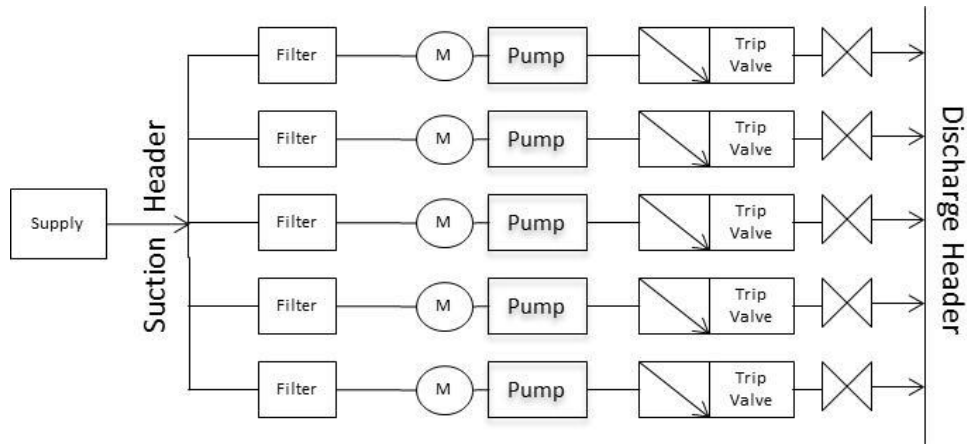 Filter
M
Pump
Trip
Valve
Filter
M
Pump
Trip
Valve
Supply
Suction Header
Filter
M
Pump
Trip
Valve
Discharge Header
Filter
M
Pump
Trip
Valve
Filter
M
Pump
Trip
Valve